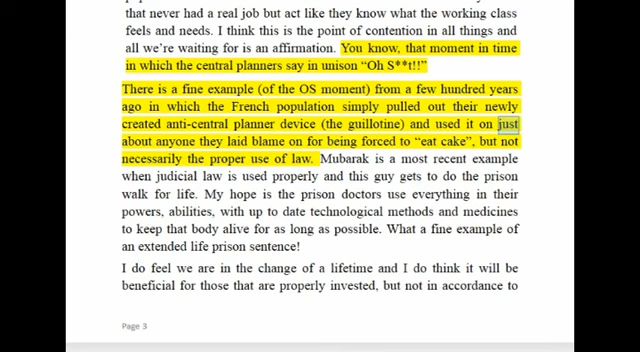 that never had a real job but act like they know what the working class
feels and needs. I think this is the point of contention in all things and
all we're waiting for is an affirmation. You know, that moment in time
in which the central planners say in unison "Oh S**t!!"
There is a fine example (of the OS moment) from a few hundred years
ago in which the French population simply pulled out their newly
created anti-central planner device (the guillotine) and used it on just
about anyone they laid blame on for being forced to "eat cake", but not
necessarily the proper use of law. Mubarak is a most recent example
when judicial law is used properly and this guy gets to do the prison
walk for life. My hope is the prison doctors use everything in their
powers, abilities, with up to date technological methods and medicines
to keep that body alive for as long as possible. What a fine example of
an extended life prison sentence!
I do feel we are in the change of a lifetime and I do think it will be
beneficial for those that are properly invested, but not in accordance to
Page 3